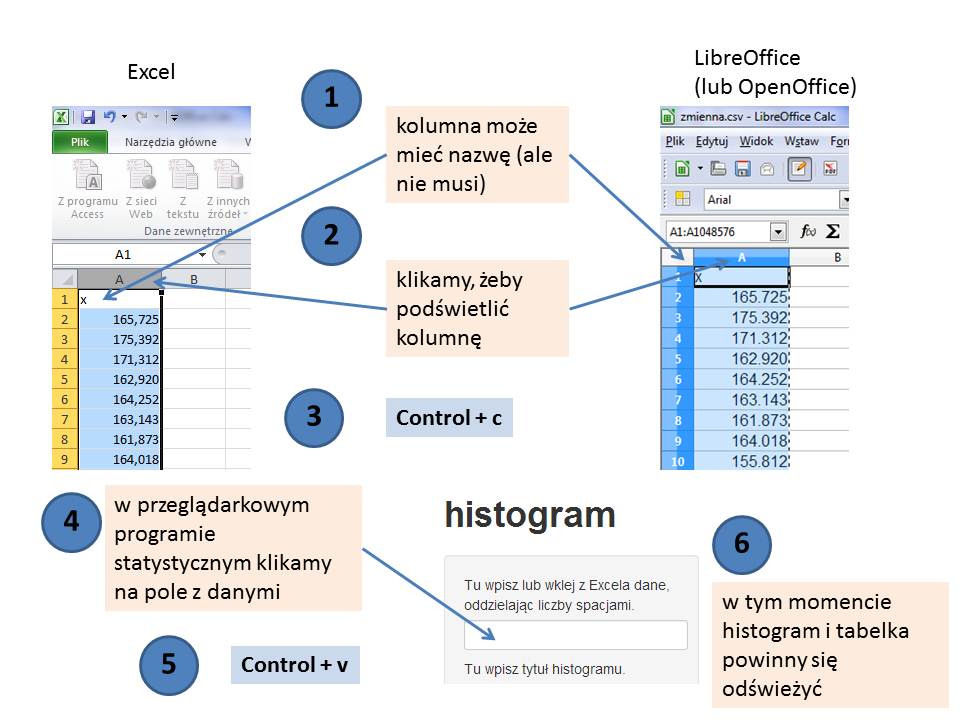 Excel
LibreOffice
(lub OpenOffice)
1
kolumna może
mieć nazwę (ale
nie musi)
2
klikamy, żeby
podświetlić
kolumnę
3
Control + c
Plik
Narzędzia główne
Z programu
Access
Z sieci
Web
Z
tekstu
Z innych
źródeł
Dane zewnętrzne
A1
A B
1 x
2 165,725
3 175,392
4 171,312
5 162,920
6 164,252
7 163,143
8 161,873
9 164,018
zmienna.csv - LibreOffice Calc
Plik Edytuj Widok Wstaw For
Arial
A1:A1048576
f(x) Σ
A B
1 x
2 165.725
3 175.392
4 171.312
5 162.920
6 164.252
7 163.143
8 161.873
9 164.018
10 155.812
4
w przeglądarkowym
programie
statystycznym klikamy
na pole z danymi
5
Control + v
histogram
Tu wpisz lub wklej z Excela dane,
oddzielając liczby spacjami.
Tu wpisz tytuł histogramu.
6
w tym momencie
histogram i tabelka
powinny się
odświeżyć